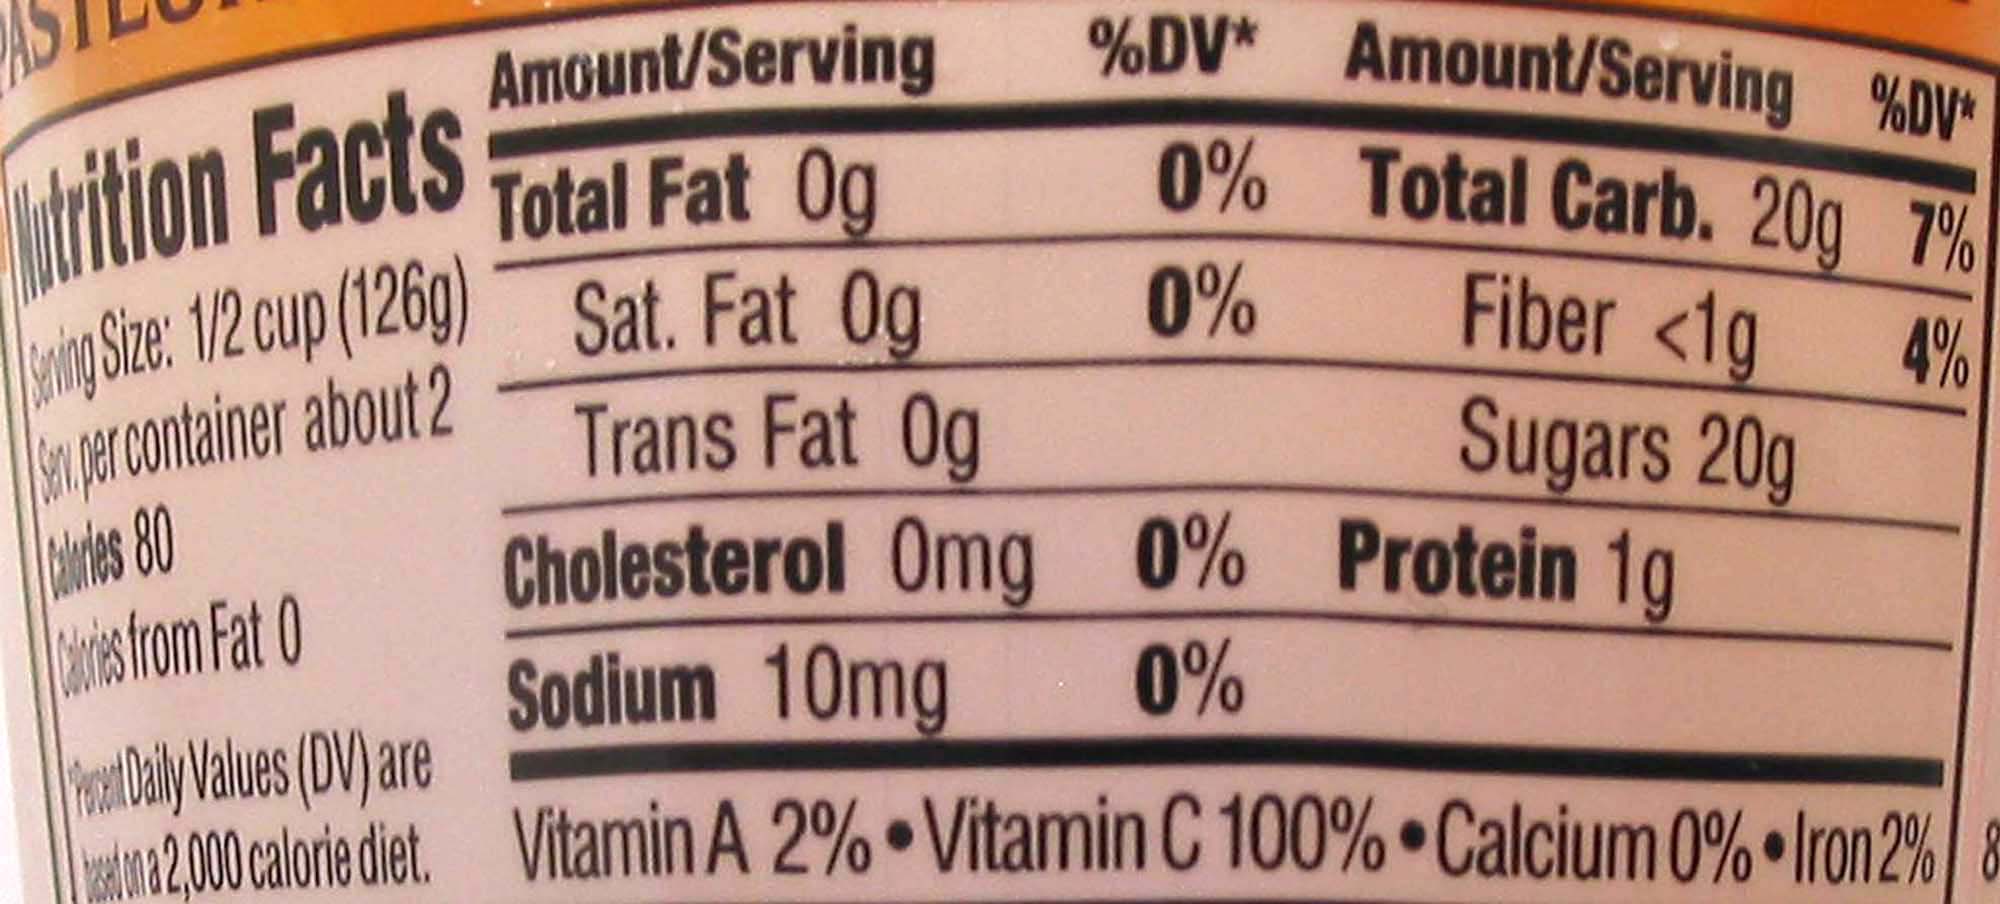 Nutrition Facts
Serving Size: 1/2 cup (126g)
Serv. per container about 2
Calories 80
Calories from Fat 0
*Percent Daily Values (DV) are
based on a 2,000 calorie diet.
Amount/Serving %DV* Amount/Serving %DV*
Total Fat 0g 0% Total Carb. 20g 7%
Sat. Fat 0g 0% Fiber <1g 4%
Trans Fat 0g Sugars 20g
Cholesterol 0mg 0% Protein 1g
Sodium 10mg 0%
Vitamin A 2% • Vitamin C 100% • Calcium 0% • Iron 2%